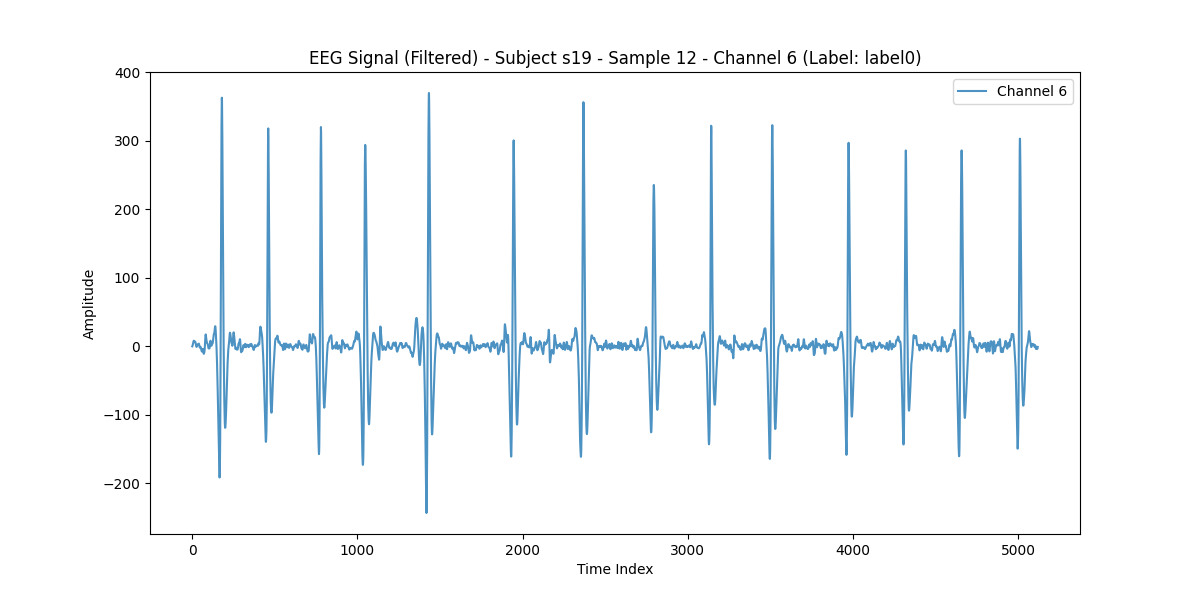 EEG Signal (Filtered) - Subject s19 - Sample 12 - Channel 6 (Label: label0)
Channel 6
400
300
200
100
0
−100
−200
Amplitude
0 1000 2000 3000 4000 5000
Time Index